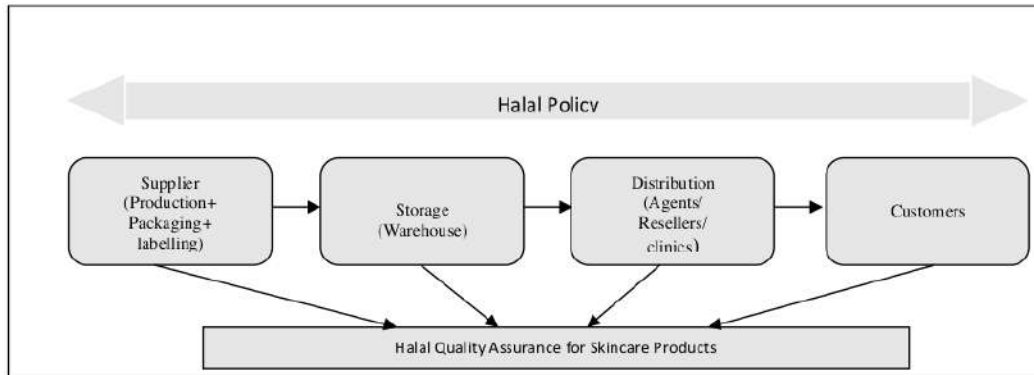 Halal Policy
Supplier
(Production+
Packaging+
labelling)
Storage
(Warehouse)
Distribution
(Agents/
Resellers/
clinics)
Customers
Halal Quality Assurance for Skincare Products